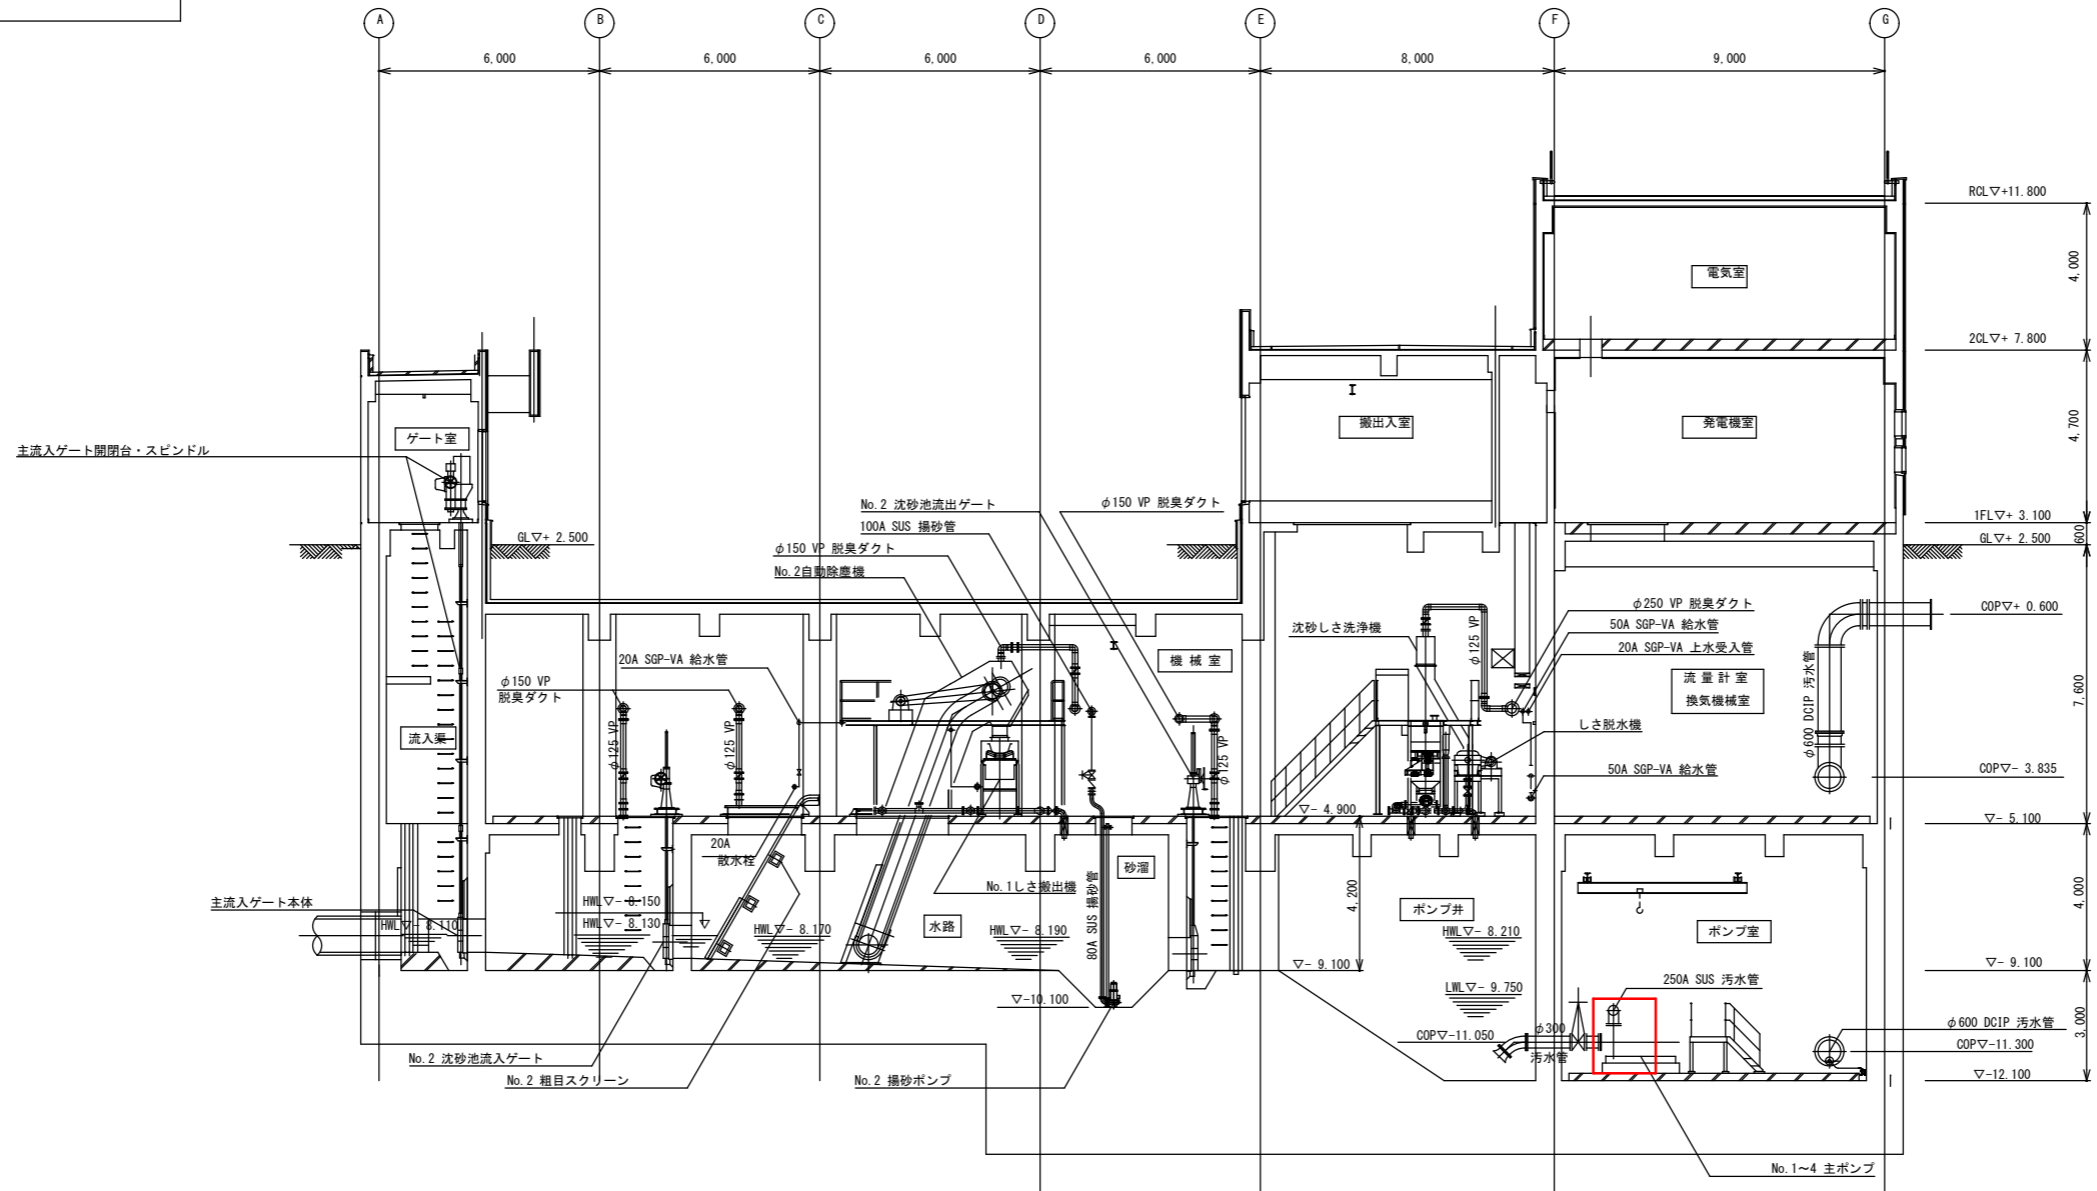 A B C D E F G
6,000 6,000 6,000 6,000 8,000 9,000
RCL▽+11.800
4,000
電気室
2CL▽+ 7.800
4,700
ゲート室
搬出入室
発電機室
主流入ゲート開閉台・スピンドル
No.2 沈砂池流出ゲート
φ150 VP 脱臭ダクト
100A SUS 揚砂管
1FL▽+ 3.100
600
GL▽+ 2.500
GL▽+ 2.500
φ150 VP 脱臭ダクト
No.2自動除塵機
φ250 VP 脱臭ダクト
COP▽+ 0.600
50A SGP-VA 給水管
沈砂しさ洗浄機
φ125 VP
20A SGP-VA 上水受入管
20A SGP-VA 給水管
機 械 室
流 量 計 室
換気機械室
φ600 DCIP 汚水管
7,600
φ150 VP
脱臭ダクト
しさ脱水機
流入渠
φ125 VP
φ125 VP
φ125 VP
50A SGP-VA 給水管
COP▽- 3.835
▽- 4.900
▽- 5.100
20A
散水栓
砂溜
No.1しさ搬出機
80A SUS 揚砂管
4,200
4,000
主流入ゲート本体
HWL▽- 8.110
HWL▽- 8.150
HWL▽- 8.130
HWL▽- 8.170
水路
HWL▽- 8.190
ポンプ井
HWL▽- 8.210
ポンプ室
▽- 9.100
▽- 9.100
▽-10.100
LWL▽- 9.750
250A SUS 汚水管
3,000
COP▽-11.050
φ300
汚水管
φ600 DCIP 汚水管
COP▽-11.300
▽-12.100
No.2 沈砂池流入ゲート
No.2 粗目スクリーン
No.2 揚砂ポンプ
No.1~4 主ポンプ